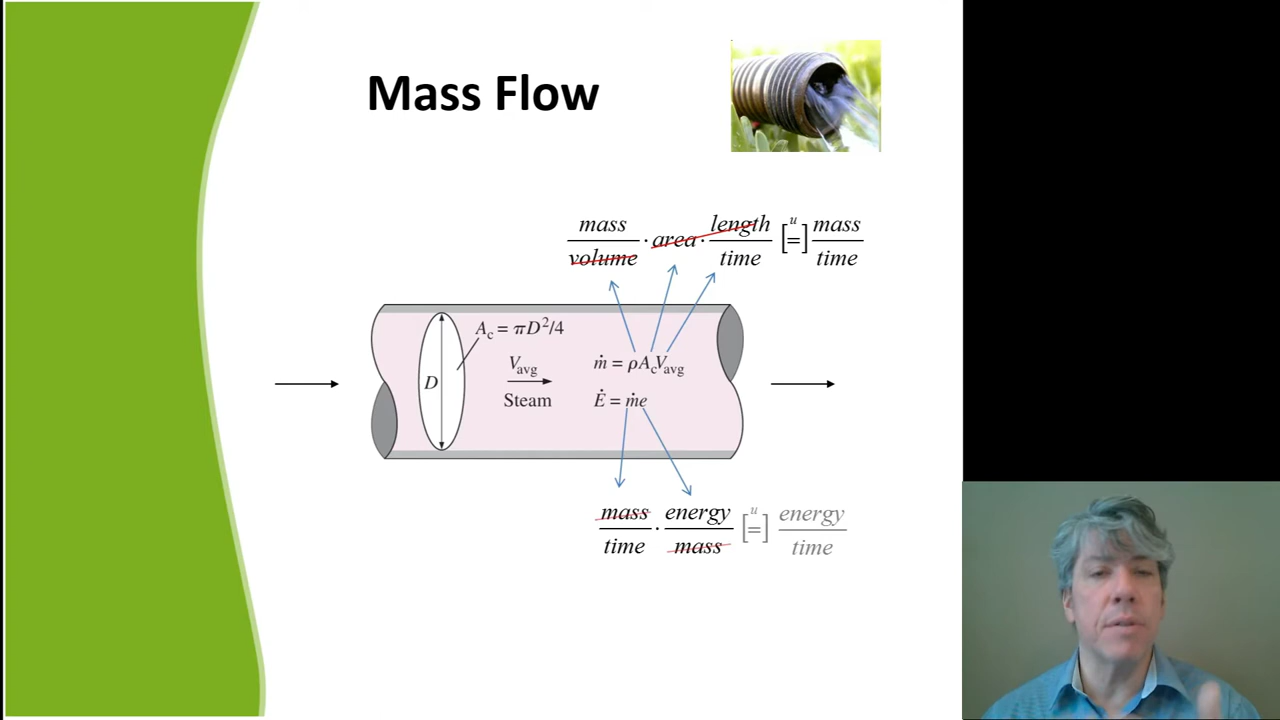 Mass Flow
mass/volume · area · length/time [u=] mass/time
A_c = πD²/4
V_avg
ṁ = ρA_cV_avg
D
Steam
Ė = ṁe
mass/time · energy/mass [u=] energy/time